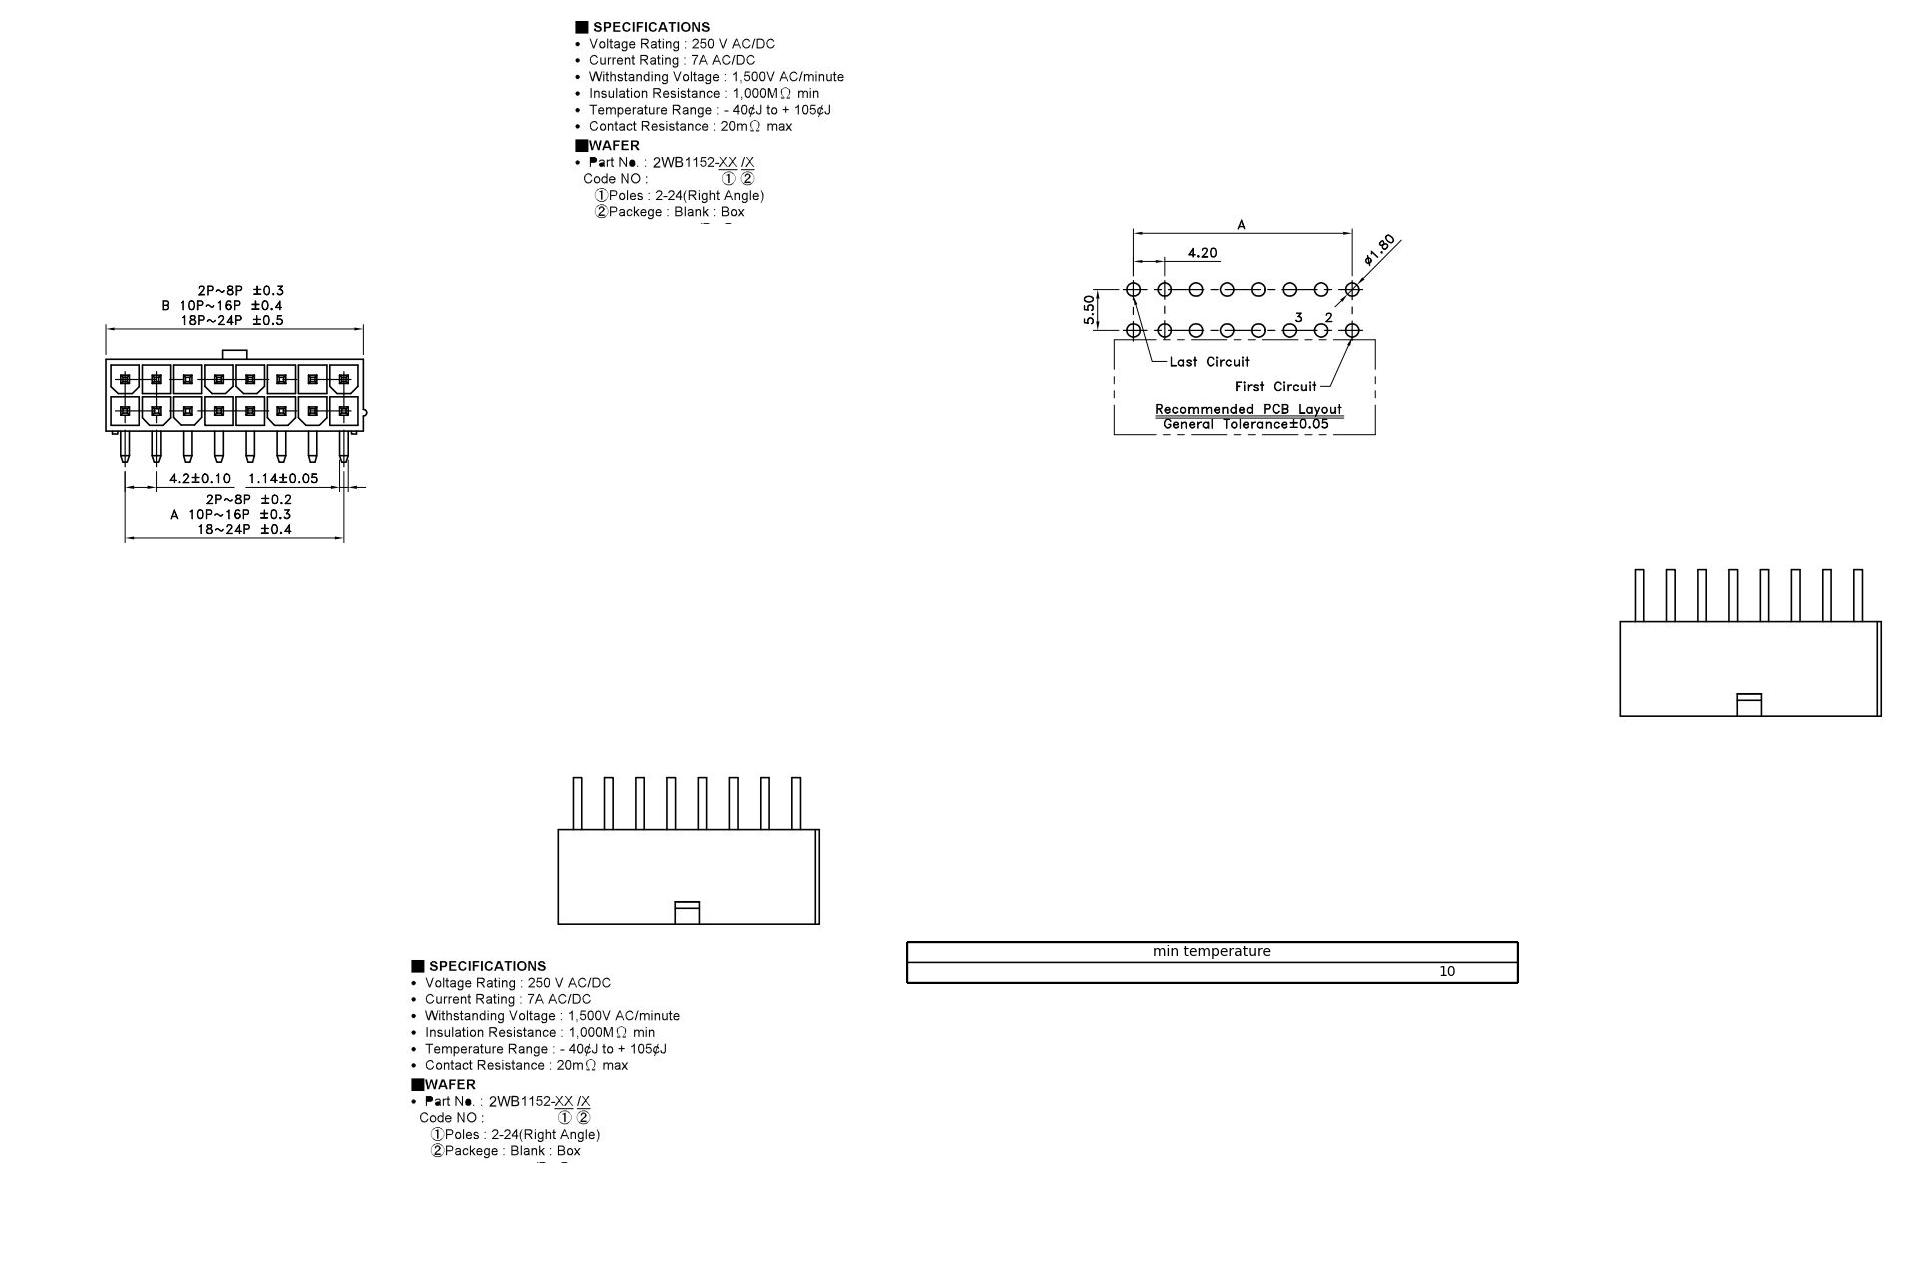 ■ SPECIFICATIONS
• Voltage Rating : 250 V AC/DC
• Current Rating : 7A AC/DC
• Withstanding Voltage : 1,500V AC/minute
• Insulation Resistance : 1,000MΩ min
• Temperature Range : - 40¢J to + 105¢J
• Contact Resistance : 20mΩ max
■WAFER
• Part No. : 2WB1152-XX /X
Code NO : ① ②
①Poles : 2-24(Right Angle)
②Packege : Blank : Box
A
4.20
ø1.80
5.50
3 2
Last Circuit
First Circuit
Recommended PCB Layout
General Tolerance±0.05
2P~8P ±0.3
B 10P~16P ±0.4
18P~24P ±0.5
4.2±0.10 1.14±0.05
2P~8P ±0.2
A 10P~16P ±0.3
18~24P ±0.4
min temperature
10
■ SPECIFICATIONS
• Voltage Rating : 250 V AC/DC
• Current Rating : 7A AC/DC
• Withstanding Voltage : 1,500V AC/minute
• Insulation Resistance : 1,000MΩ min
• Temperature Range : - 40¢J to + 105¢J
• Contact Resistance : 20mΩ max
■WAFER
• Part No. : 2WB1152-XX /X
Code NO : ① ②
①Poles : 2-24(Right Angle)
②Packege : Blank : Box